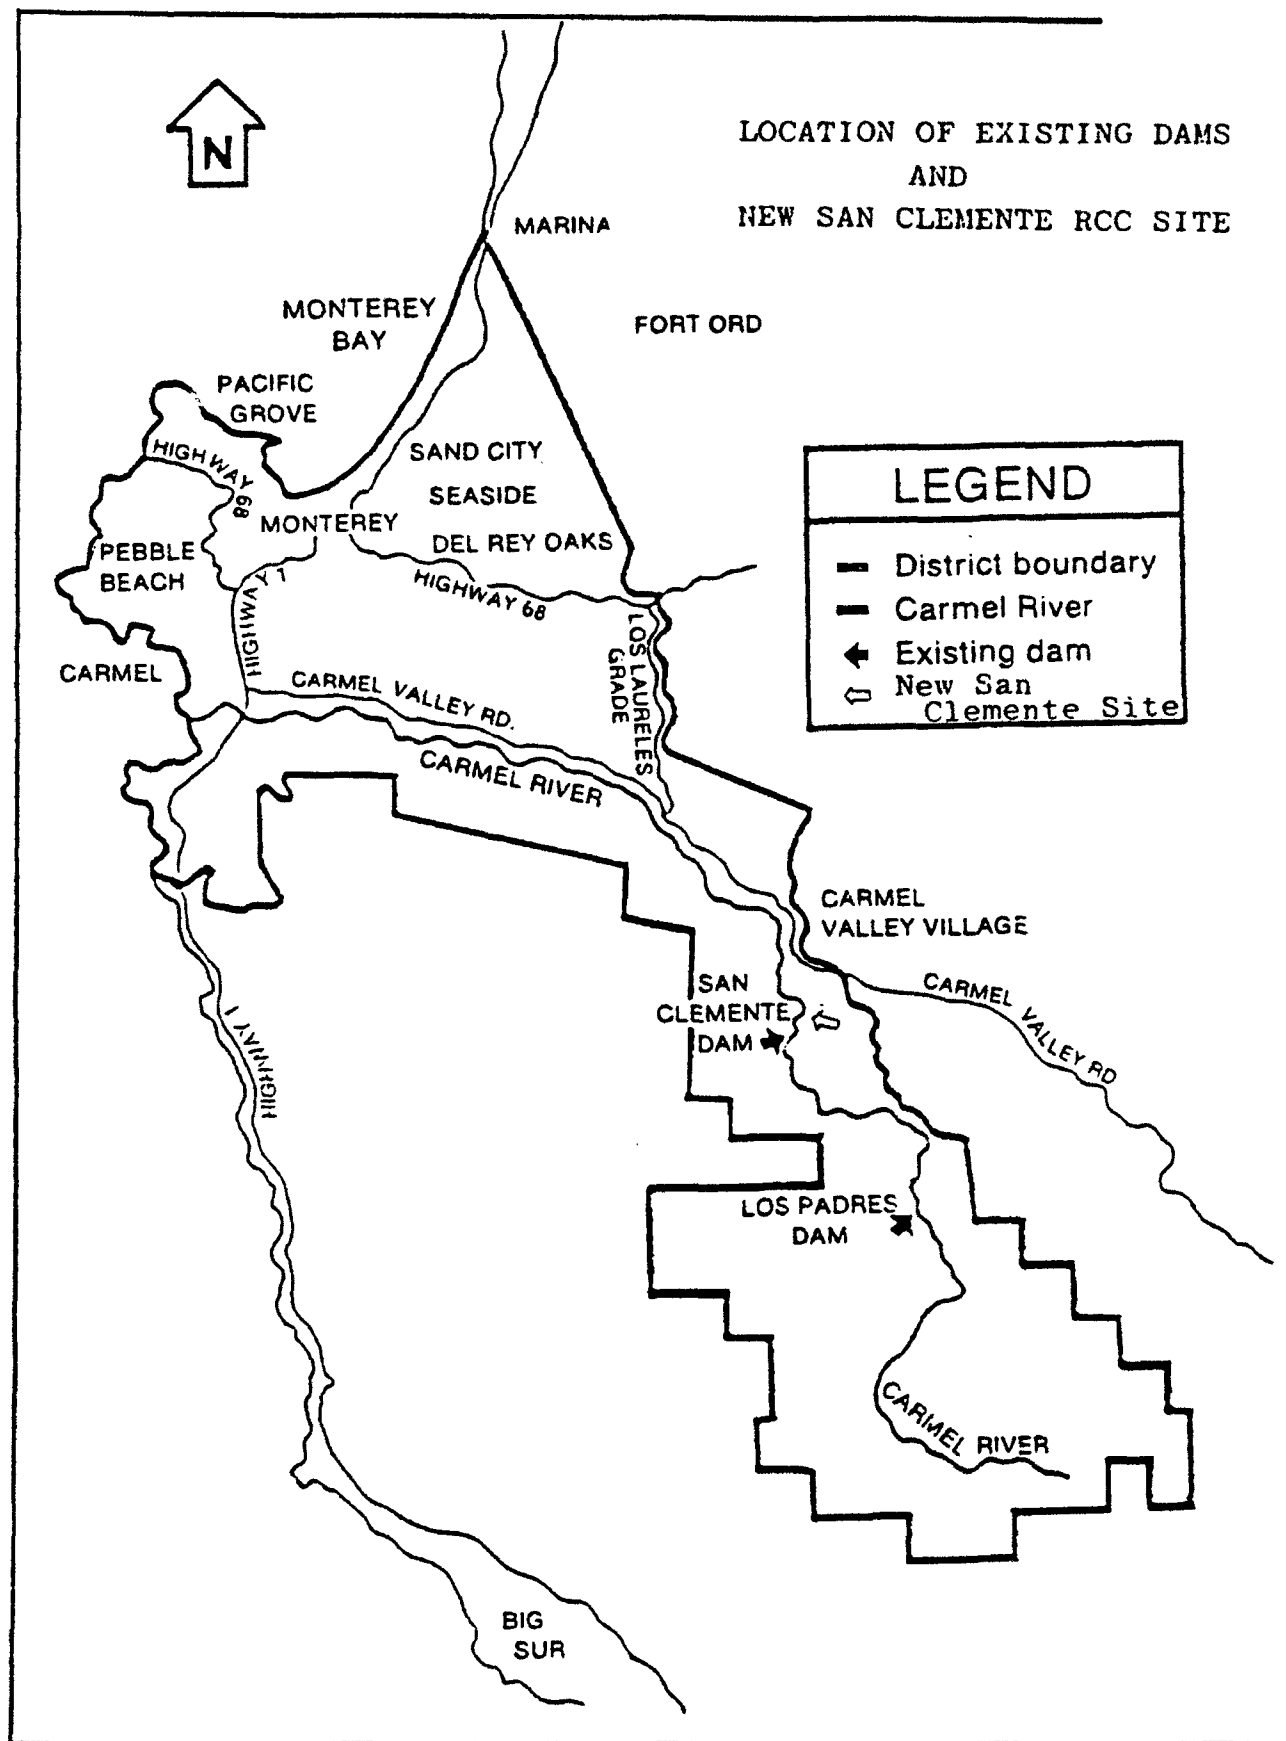 LOCATION OF EXISTING DAMS
AND
NEW SAN CLEMENTE RCC SITE
N
MARINA
MONTEREY
BAY
FORT ORD
PACIFIC
GROVE
HIGHWAY 68
SAND CITY
SEASIDE
MONTEREY
DEL REY OAKS
PEBBLE
BEACH
HIGHWAY 1
HIGHWAY 68
LOS LAURELES
GRADE
CARMEL
CARMEL VALLEY RD.
CARMEL RIVER
LEGEND
District boundary
Carmel River
Existing dam
New San
Clemente Site
CARMEL
VALLEY VILLAGE
CARMEL VALLEY RD
SAN
CLEMENTE
DAM
HIGHWAY 1
LOS PADRES
DAM
CARMEL RIVER
BIG
SUR